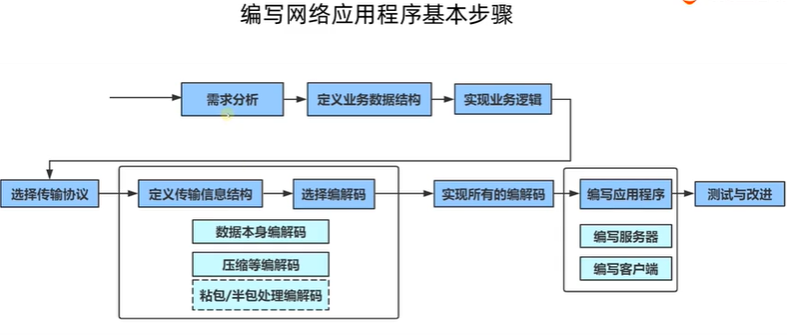 编写网络应用程序基本步骤
需求分析
定义业务数据结构
实现业务逻辑
选择传输协议
定义传输信息结构
选择编解码
数据本身编解码
压缩等编解码
粘包/半包处理编解码
实现所有的编解码
编写应用程序
编写服务器
编写客户端
测试与改进